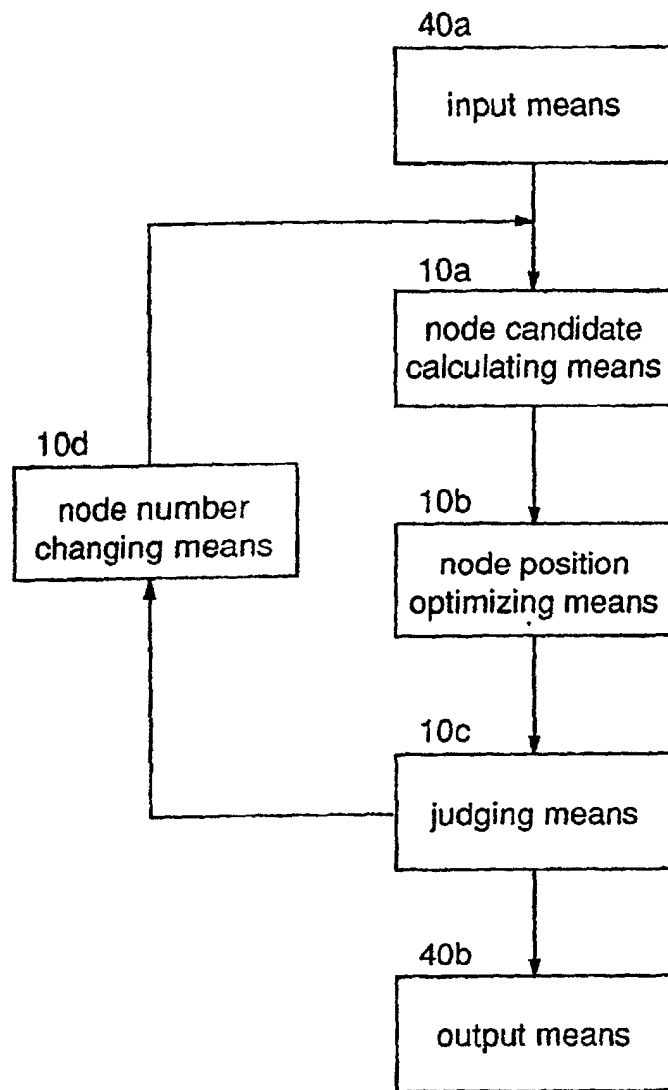 40a
input means
10a
node candidate
calculating means
10d
node number
changing means
10b
node position
optimizing means
10c
judging means
40b
output means